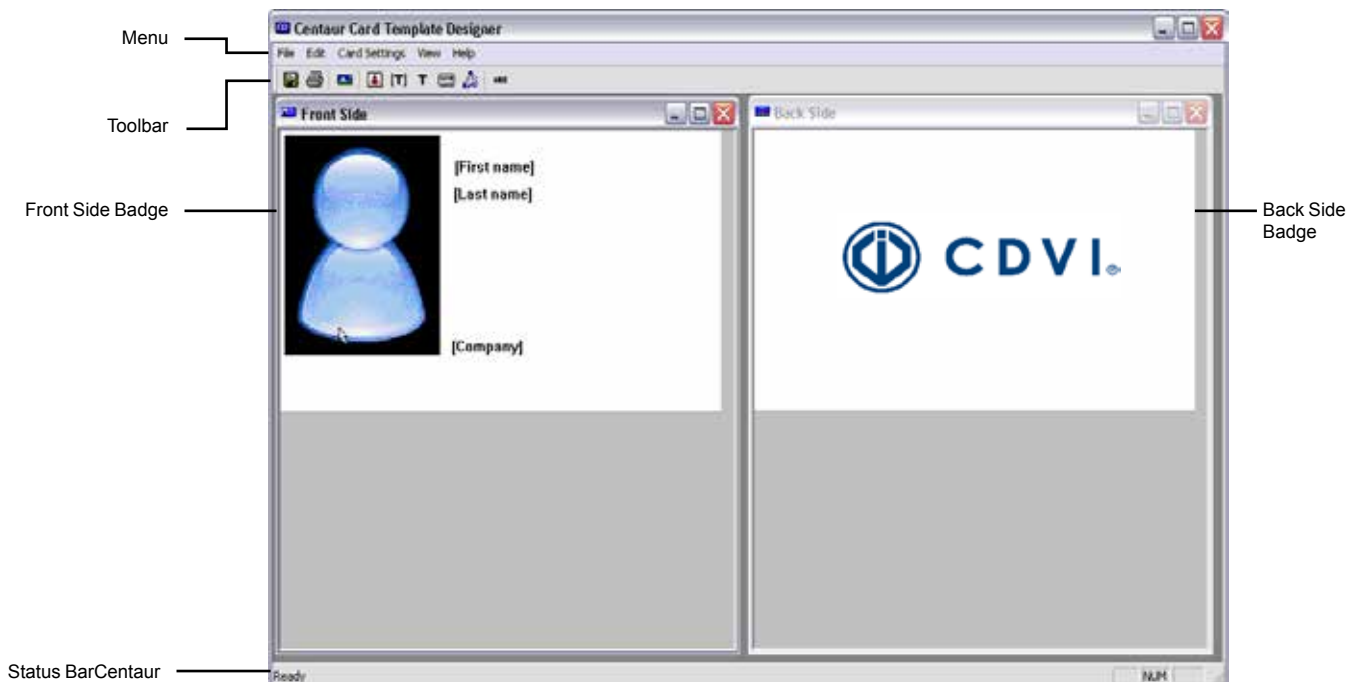 Centaur Card Template Designer
Menu
File Edit Card Settings View Help
[T] T
Toolbar
Front Side
Back Side
[First name]
[Last name]
Front Side Badge
Back Side
Badge
CDVI
[Company]
Status BarCentaur
Ready
NUM